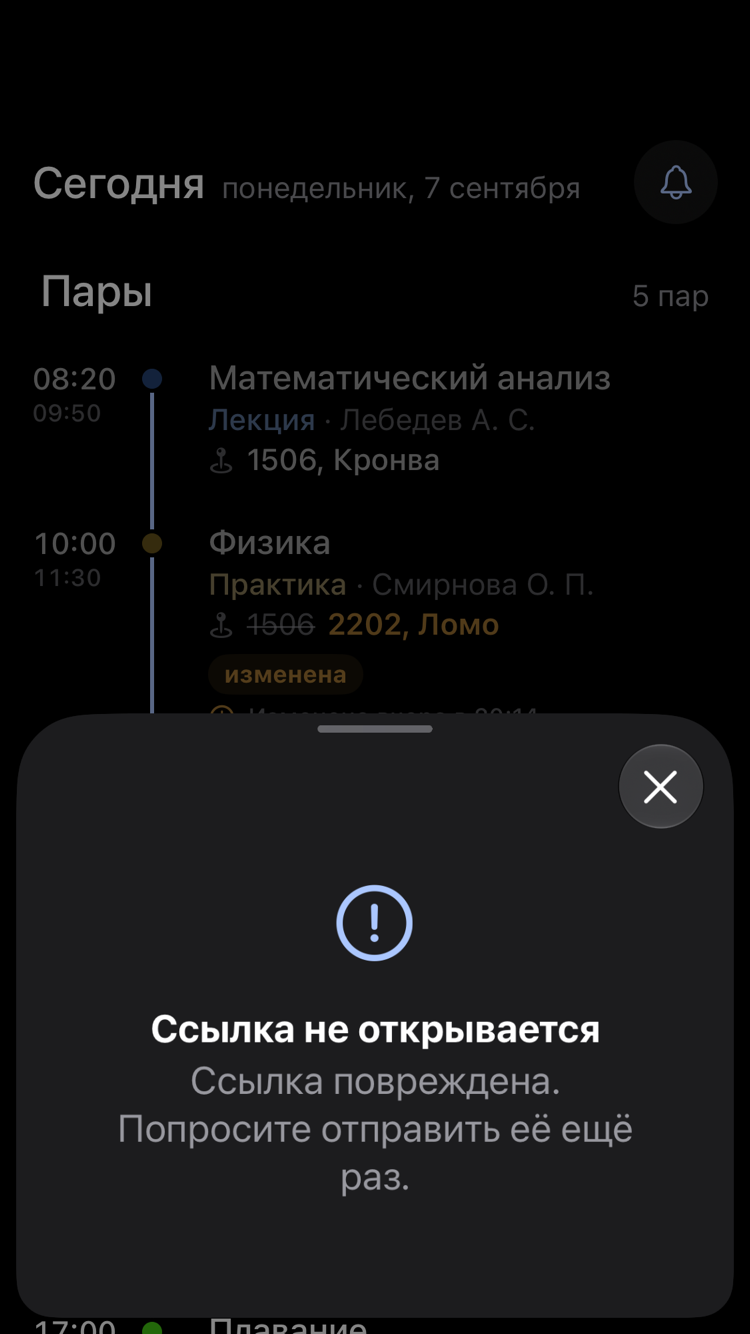 Сегодня понедельник, 7 сентября
Пары 5 пар
08:20 Математический анализ
09:50 Лекция · Лебедев А. С.
1506, Кронва
10:00 Физика
11:30 Практика · Смирнова О. П.
1506 2202, Ломо
изменена
Ссылка не открывается
Ссылка повреждена.
Попросите отправить её ещё
раз.
17:00 Плавание